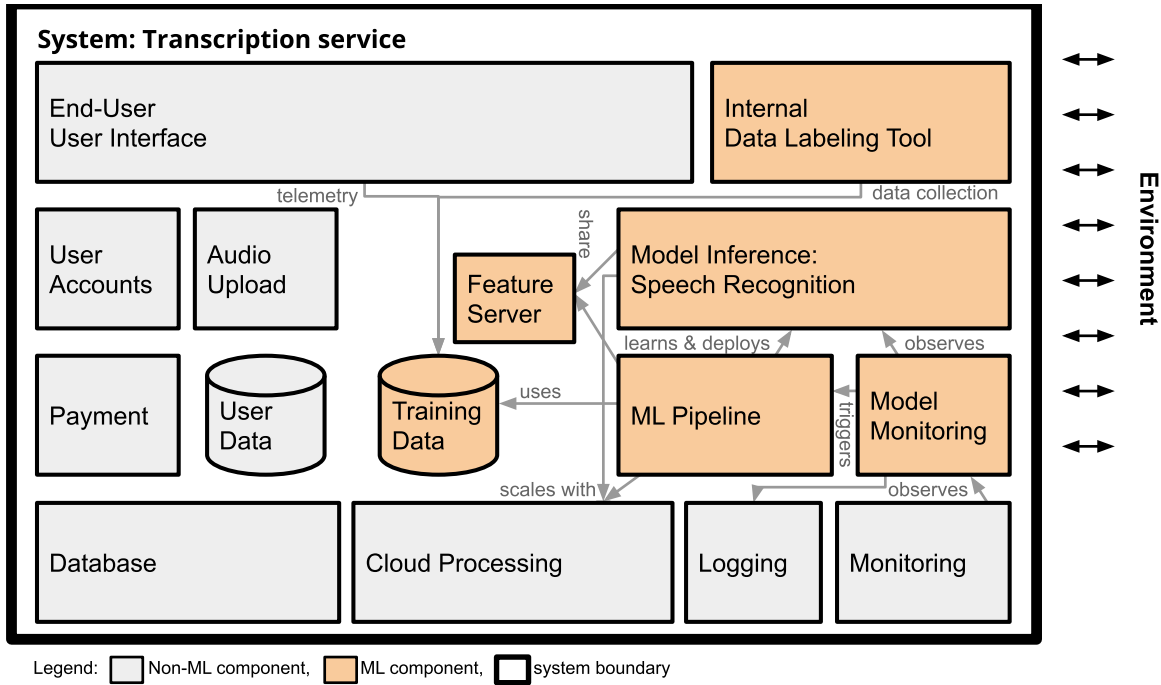 System: Transcription service
End-User
User Interface
Internal
Data Labeling Tool
telemetry
data collection
User
Accounts
Audio
Upload
share
Feature
Server
Model Inference:
Speech Recognition
Environment
learns & deploys
observes
Payment
User
Data
Training
Data
uses
ML Pipeline
triggers
Model
Monitoring
scales with
observes
Database
Cloud Processing
Logging
Monitoring
Legend: Non-ML component, ML component, system boundary